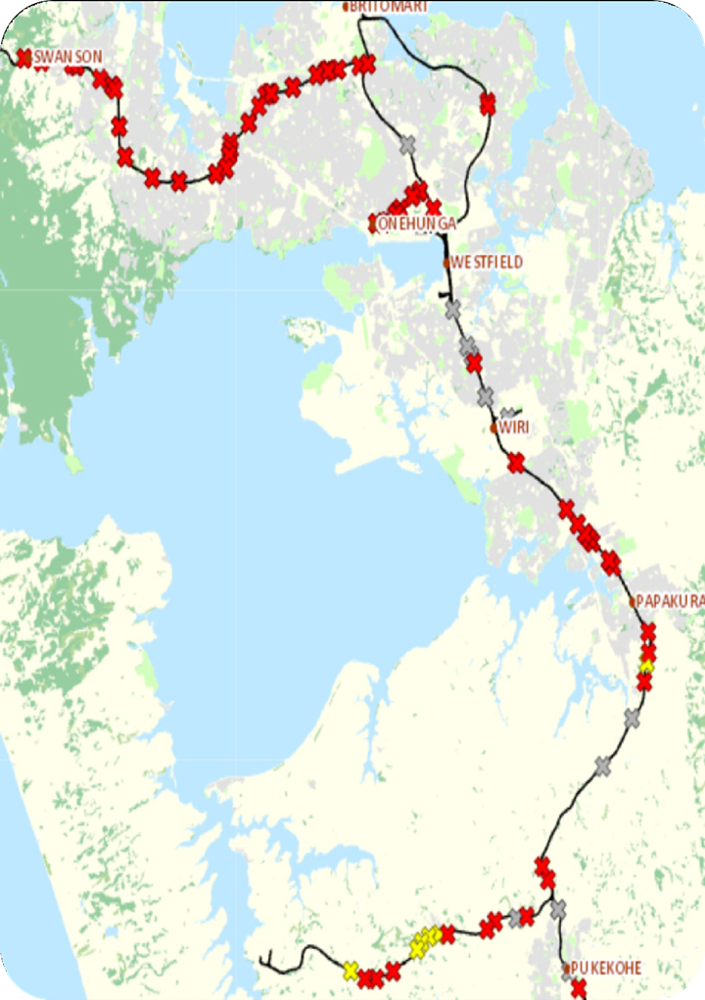 BRITOMART
SWANSON
ONEHUNGA
WESTFIELD
WIRI
PAPAKURA
PUKEKOHE